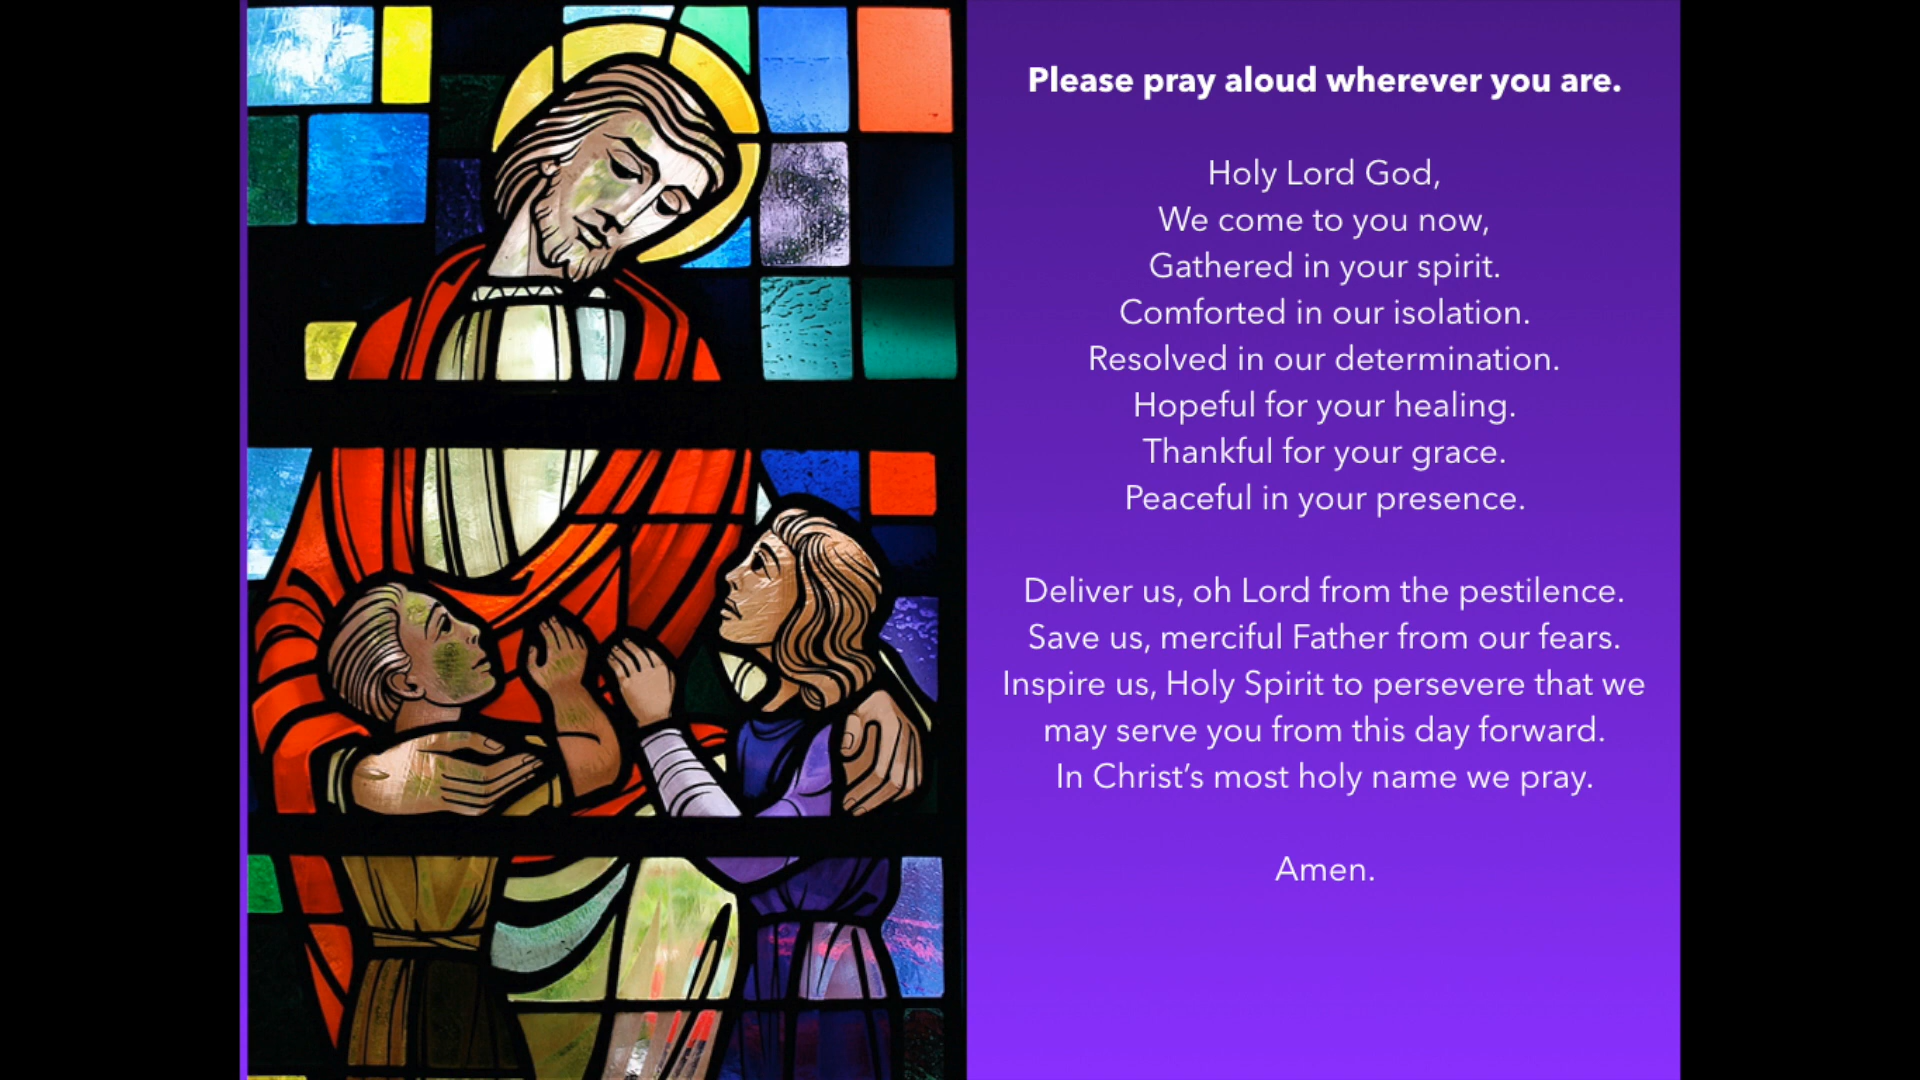 Please pray aloud wherever you are.
Holy Lord God,
We come to you now,
Gathered in your spirit.
Comforted in our isolation.
Resolved in our determination.
Hopeful for your healing.
Thankful for your grace.
Peaceful in your presence.
Deliver us, oh Lord from the pestilence.
Save us, merciful Father from our fears.
Inspire us, Holy Spirit to persevere that we
may serve you from this day forward.
In Christ’s most holy name we pray.
Amen.